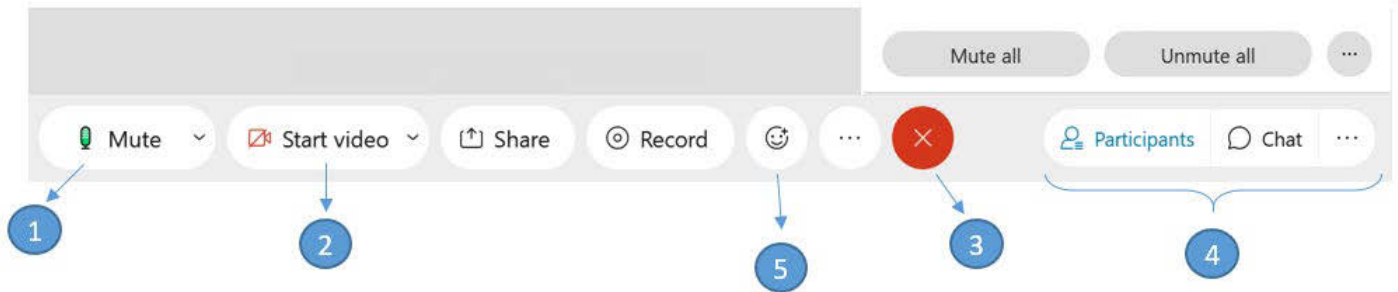 Mute all Unmute all ...
Mute Start video Share Record ... Participants Chat ...
1 2 5 3 4